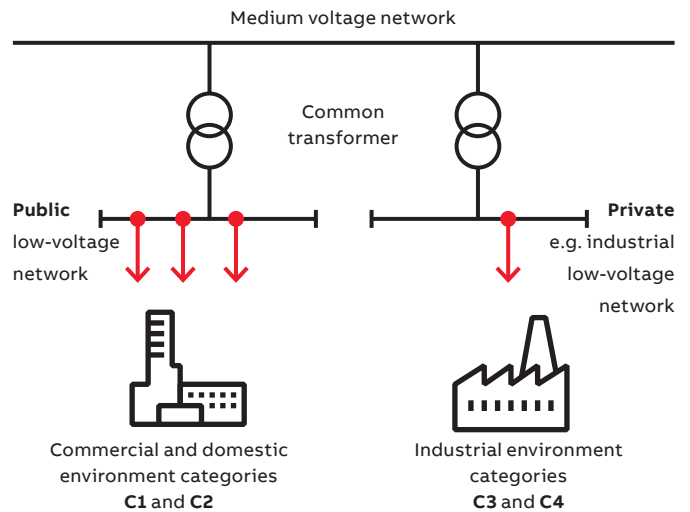 Medium voltage network
Common
transformer
Public
low-voltage
network
Private
e.g. industrial
low-voltage
network
Commercial and domestic
environment categories
C1 and C2
Industrial environment
categories
C3 and C4